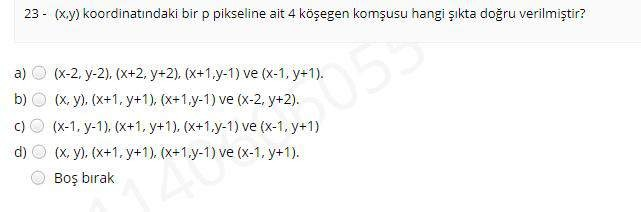 23 - (x,y) koordinatındaki bir p pikseline ait 4 köşegen komşusu hangi şıkta doğru verilmiştir?
a) (x-2, y-2), (x+2, y+2), (x+1,y-1) ve (x-1, y+1).
b) (x, y), (x+1, y+1), (x+1,y-1) ve (x-2, y+2).
c) (x-1, y-1), (x+1, y+1), (x+1,y-1) ve (x-1, y+1)
d) (x, y), (x+1, y+1), (x+1,y-1) ve (x-1, y+1).
Boş bırak